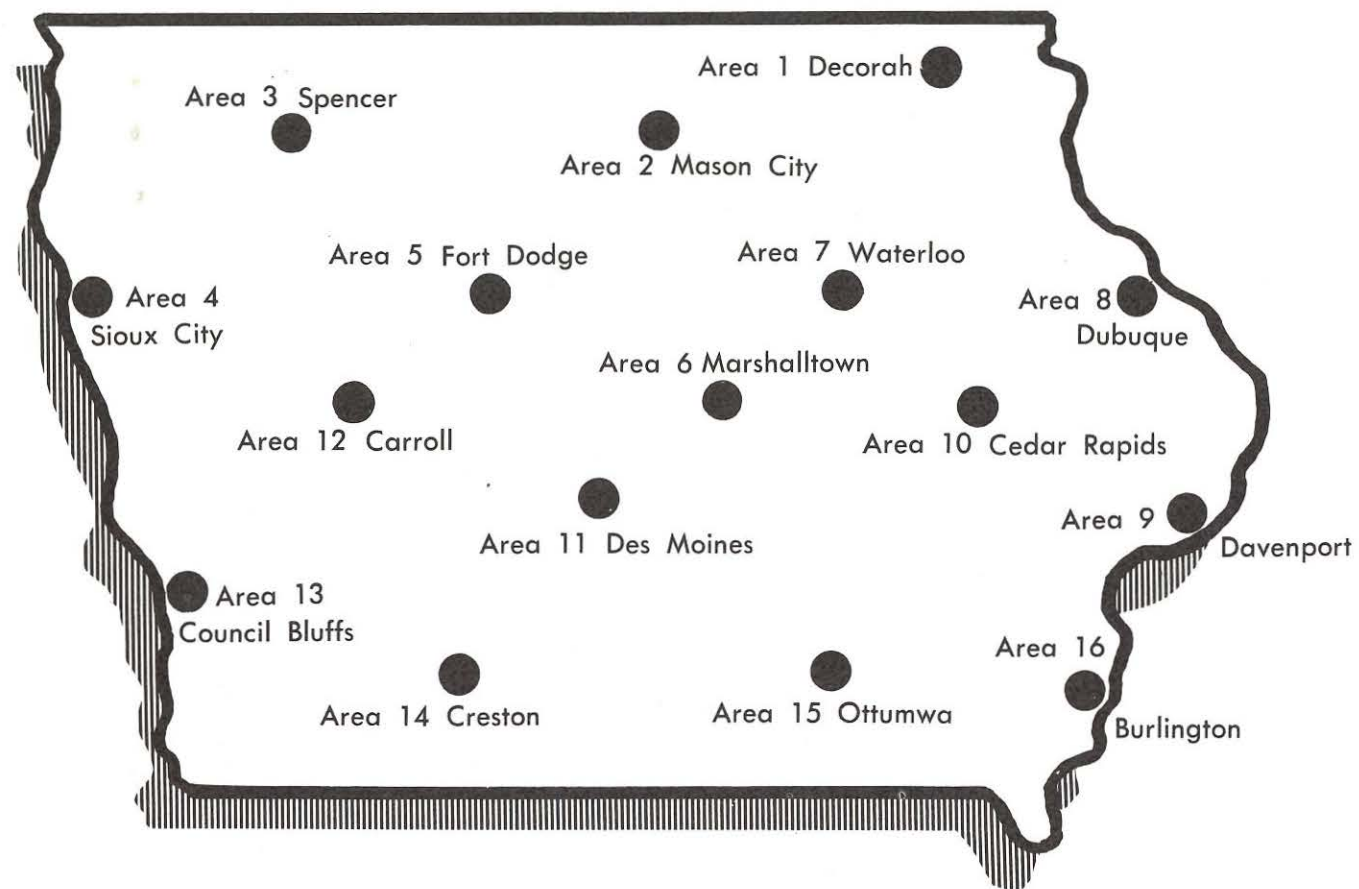 Area 1 Decorah
Area 3 Spencer
Area 2 Mason City
Area 5 Fort Dodge
Area 7 Waterloo
Area 4
Sioux City
Area 8
Dubuque
Area 6 Marshalltown
Area 12 Carroll
Area 10 Cedar Rapids
Area 9
Davenport
Area 11 Des Moines
Area 13
Council Bluffs
Area 16
Burlington
Area 14 Creston
Area 15 Ottumwa